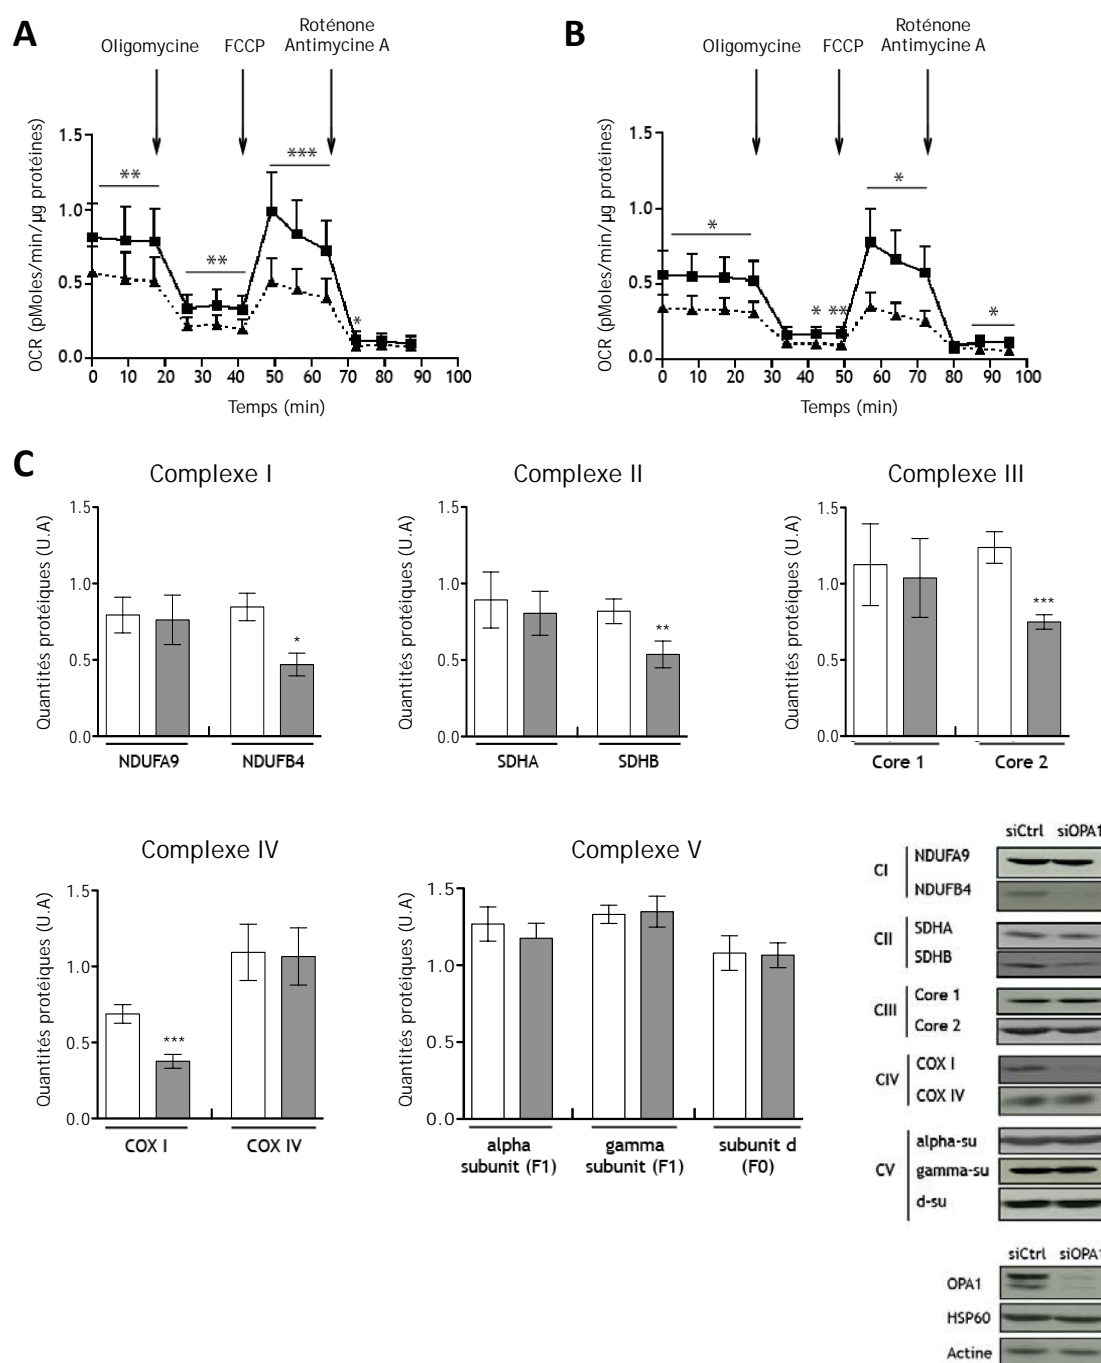 A
Oligomycine
FCCP
Roténone
Antimycine A
OCR (pMoles/min/µg protéines)
1.5
1.0
0.5
0.0
**
**
***
*
0 10 20 30 40 50 60 70 80 90 100
Temps (min)
B
Oligomycine
FCCP
Roténone
Antimycine A
OCR (pMoles/min/µg protéines)
1.5
1.0
0.5
0.0
*
* **
*
*
0 10 20 30 40 50 60 70 80 90 100
Temps (min)
C
Complexe I
Quantités protéiques (U.A)
1.5
1.0
0.5
0.0
*
NDUFA9 NDUFB4
Complexe II
Quantités protéiques (U.A)
1.5
1.0
0.5
0.0
**
SDHA SDHB
Complexe III
Quantités protéiques (U.A)
1.5
1.0
0.5
0.0
***
Core 1 Core 2
Complexe IV
Quantités protéiques (U.A)
1.5
1.0
0.5
0.0
***
COX I COX IV
Complexe V
Quantités protéiques (U.A)
1.5
1.0
0.5
0.0
alpha gamma subunit d
subunit (F1) subunit (F1) (F0)
siCtrl siOPA1
CI
NDUFA9
NDUFB4
CII
SDHA
SDHB
CIII
Core 1
Core 2
CIV
COX I
COX IV
CV
alpha-su
gamma-su
d-su
siCtrl siOPA1
OPA1
HSP60
Actine